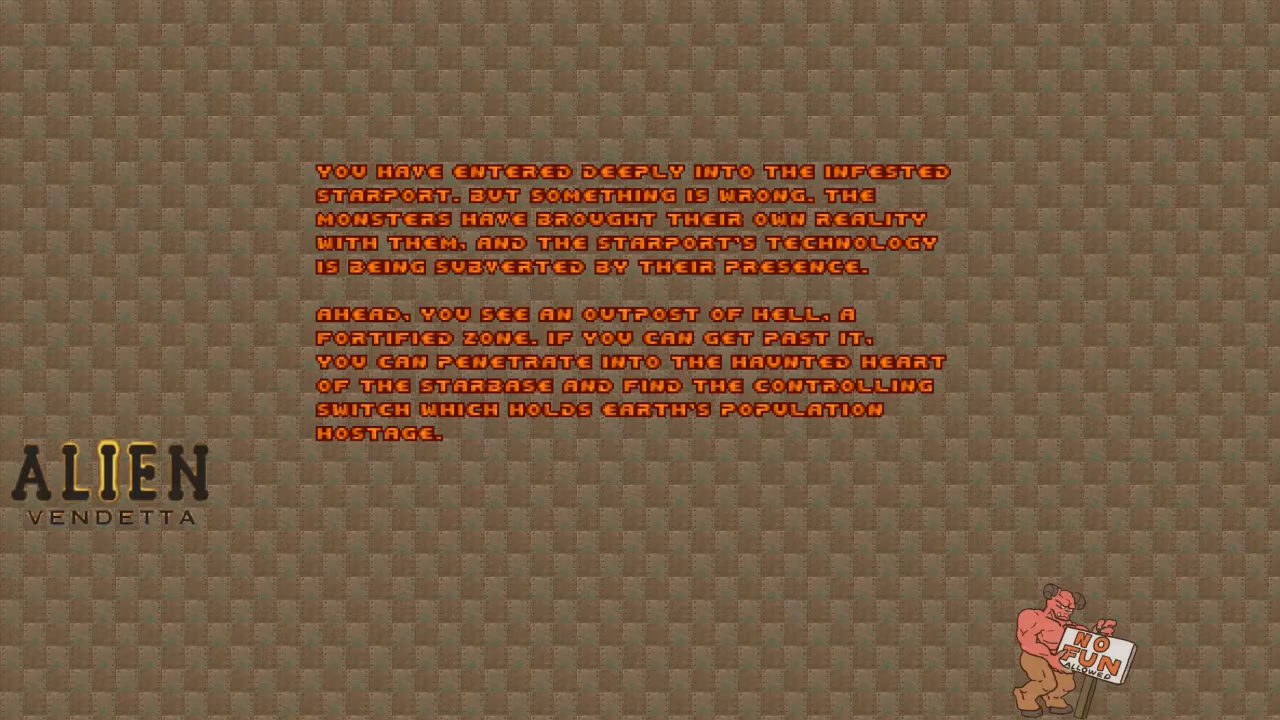 YOU HAVE ENTERED DEEPLY INTO THE INFESTED
STARPORT. BUT SOMETHING IS WRONG. THE
MONSTERS HAVE BROUGHT THEIR OWN REALITY
WITH THEM, AND THE STARPORT'S TECHNOLOGY
IS BEING SUBVERTED BY THEIR PRESENCE.
AHEAD, YOU SEE AN OUTPOST OF HELL, A
FORTIFIED ZONE. IF YOU CAN GET PAST IT,
YOU CAN PENETRATE INTO THE HAUNTED HEART
OF THE STARBASE AND FIND THE CONTROLLING
SWITCH WHICH HOLDS EARTH'S POPULATION
HOSTAGE.
ALIEN
VENDETTA
NO
FUN
ALLOWED